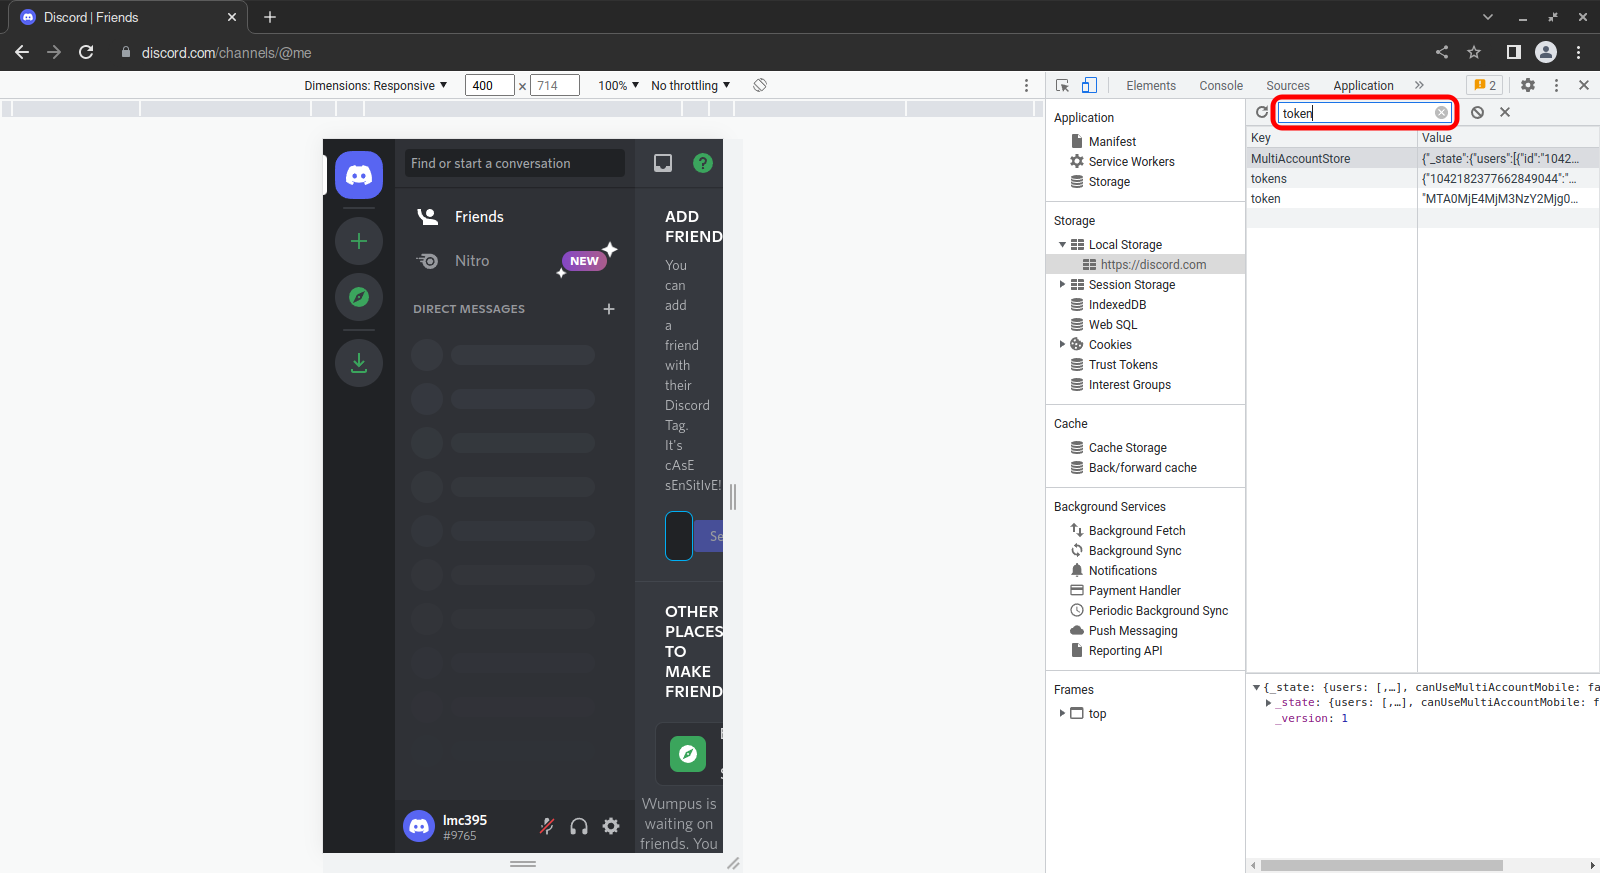 Discord | Friends
discord.com/channels/@me
Dimensions: Responsive
400 × 714
100%
No throttling
Elements
Console
Sources
Application
»
2
Find or start a conversation
Friends
Nitro
NEW
DIRECT MESSAGES
lmc395
#9765
ADD
FRIEND
You
can
add
a
friend
with
their
Discord
Tag.
It's
cAsE
sEnSitIvE!
Se
OTHER
PLACES
TO
MAKE
FRIEND
Wumpus is
waiting on
friends. You
Application
Manifest
Service Workers
Storage
Storage
Local Storage
https://discord.com
Session Storage
IndexedDB
Web SQL
Cookies
Trust Tokens
Interest Groups
Cache
Cache Storage
Back/forward cache
Background Services
Background Fetch
Background Sync
Notifications
Payment Handler
Periodic Background Sync
Push Messaging
Reporting API
Frames
top
token
Key Value
MultiAccountStore {"_state":{"users":[{"id":"1042...
tokens {"1042182377662849044":"...
token "MTA0MjE4MjM3NzY2Mjg0...
{_state: {users: [,…], canUseMultiAccountMobile: fa
_state: {users: [,…], canUseMultiAccountMobile: f
_version: 1